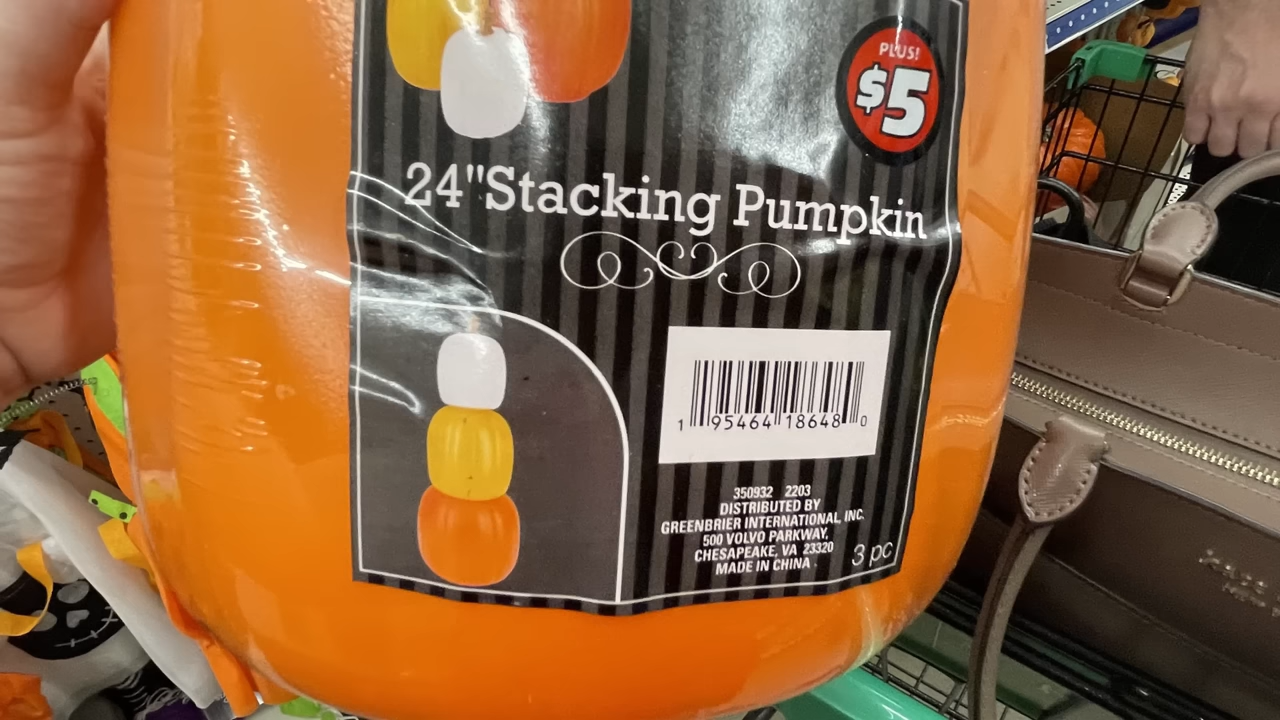 PLUS!
$5
24"Stacking Pumpkin
1 95464 18648 0
350932 2203
DISTRIBUTED BY
GREENBRIER INTERNATIONAL, INC.
500 VOLVO PARKWAY,
CHESAPEAKE, VA 23320
MADE IN CHINA
3 pc